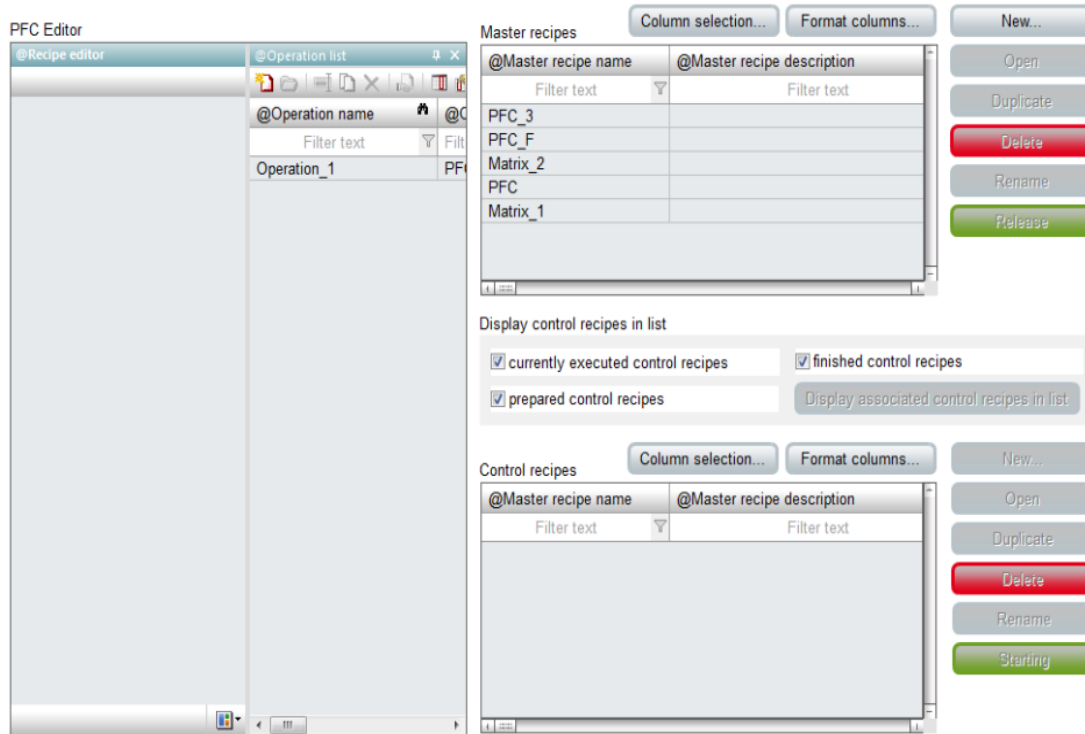 PFC Editor
@Recipe editor
@Operation list
@Operation name
@O
Filter text
Filt
Operation_1
PF
Master recipes
Column selection...
Format columns...
@Master recipe name
@Master recipe description
Filter text
Filter text
PFC_3
PFC_F
Matrix_2
PFC
Matrix_1
New...
Open
Duplicate
Delete
Rename
Release
Display control recipes in list
currently executed control recipes
finished control recipes
prepared control recipes
Display associated control recipes in list
Control recipes
Column selection...
Format columns...
@Master recipe name
@Master recipe description
Filter text
Filter text
New...
Open
Duplicate
Delete
Rename
Starting